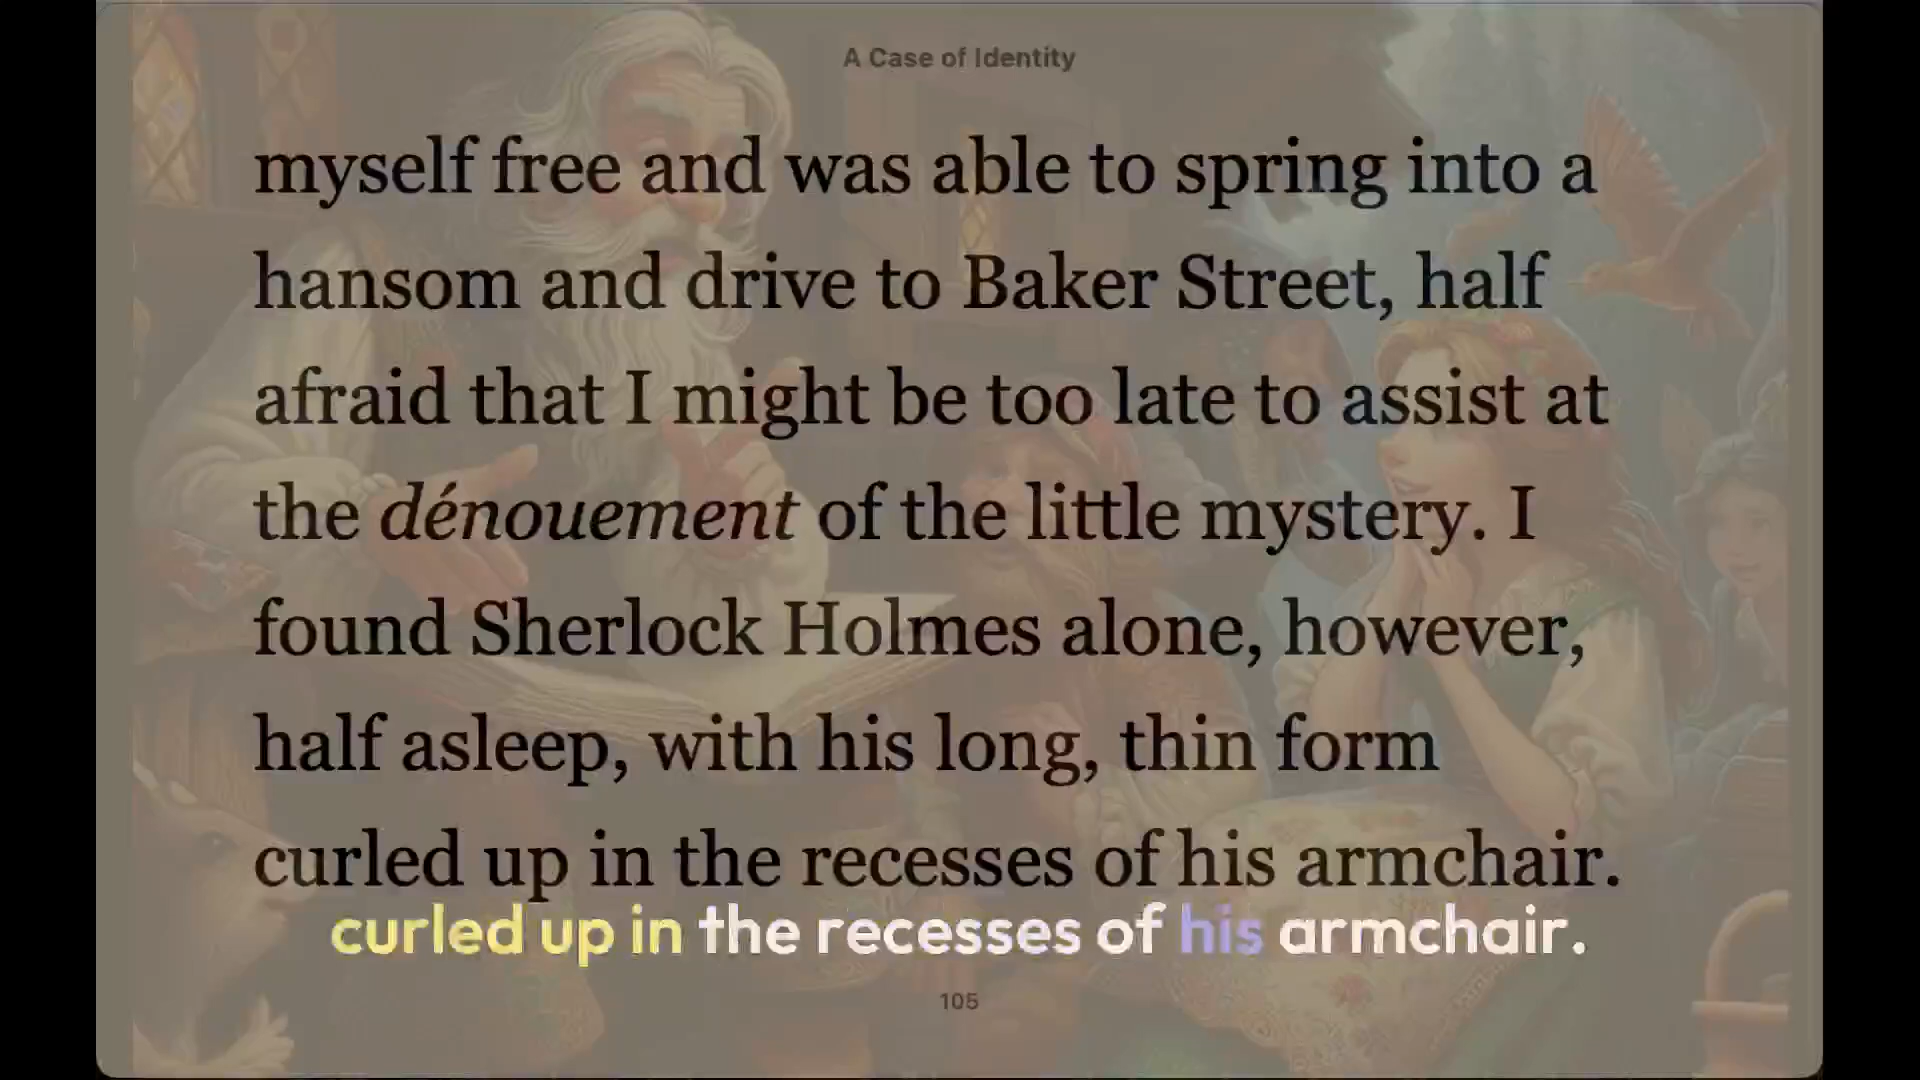 A Case of Identity
myself free and was able to spring into a
hansom and drive to Baker Street, half
afraid that I might be too late to assist at
the dénouement of the little mystery. I
found Sherlock Holmes alone, however,
half asleep, with his long, thin form
curled up in the recesses of his armchair.
curled up in the recesses of his armchair.
105